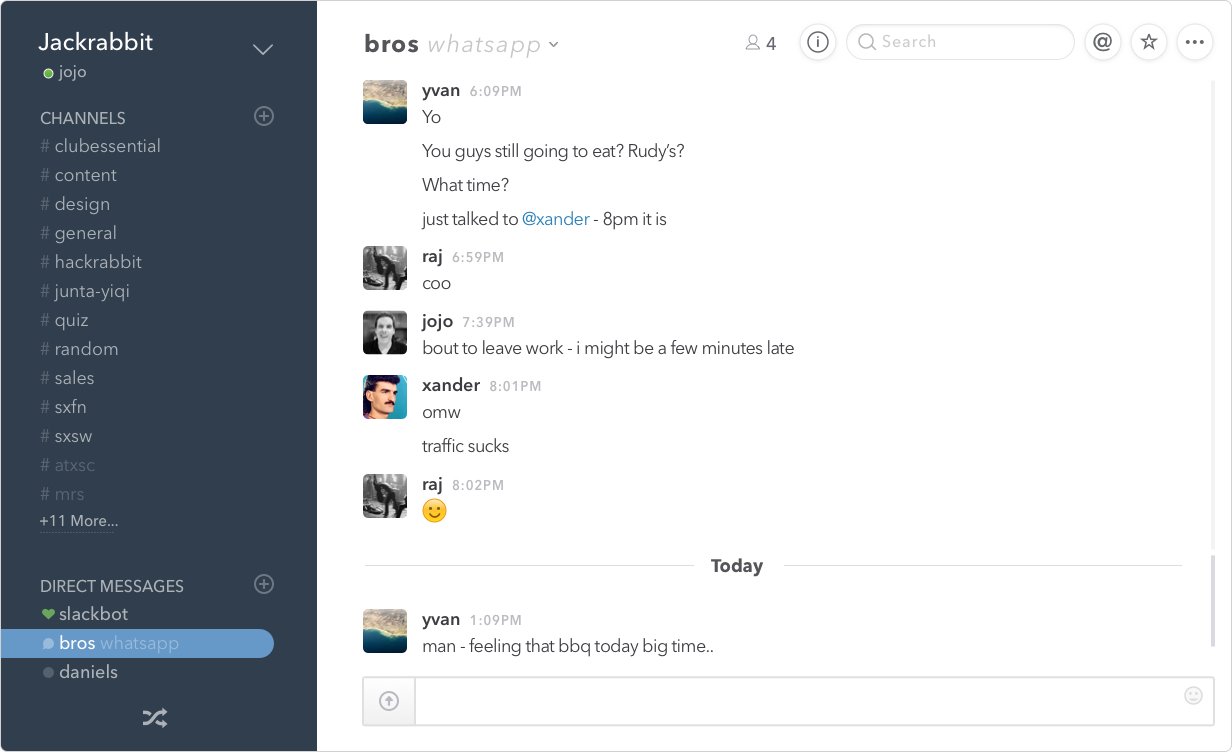 Jackrabbit
jojo
CHANNELS
# clubessential
# content
# design
# general
# hackrabbit
# junta-yiqi
# quiz
# random
# sales
# sxfn
# sxsw
# atxsc
# mrs
+11 More...
DIRECT MESSAGES
slackbot
bros whatsapp
daniels
bros whatsapp
4
Search
@
yvan 6:09PM
Yo
You guys still going to eat? Rudy’s?
What time?
just talked to @xander - 8pm it is
raj 6:59PM
coo
jojo 7:39PM
bout to leave work - i might be a few minutes late
xander 8:01PM
omw
traffic sucks
raj 8:02PM
Today
yvan 1:09PM
man - feeling that bbq today big time..